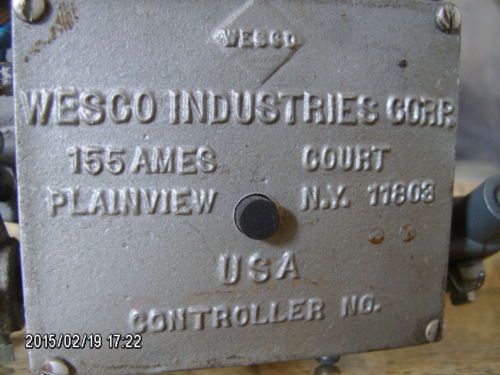 WESCO
WESCO INDUSTRIES CORP.
155 AMES COURT
PLAINVIEW N.Y. 11803
USA
CONTROLLER NO.
2015/02/19 17:22